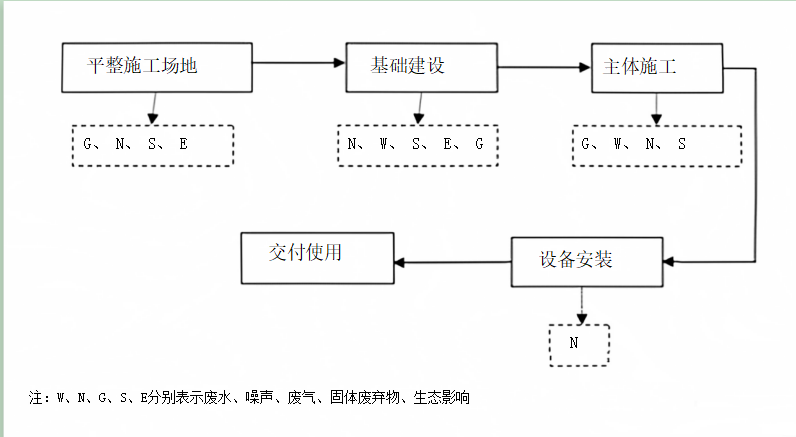 平整施工场地
基础建设
主体施工
G、 N、 S、 E
N、 W、 S、 E、 G
G、 W、 N、 S
交付使用
设备安装
N
注：W、N、G、S、E分别表示废水、噪声、废气、固体废弃物、生态影响